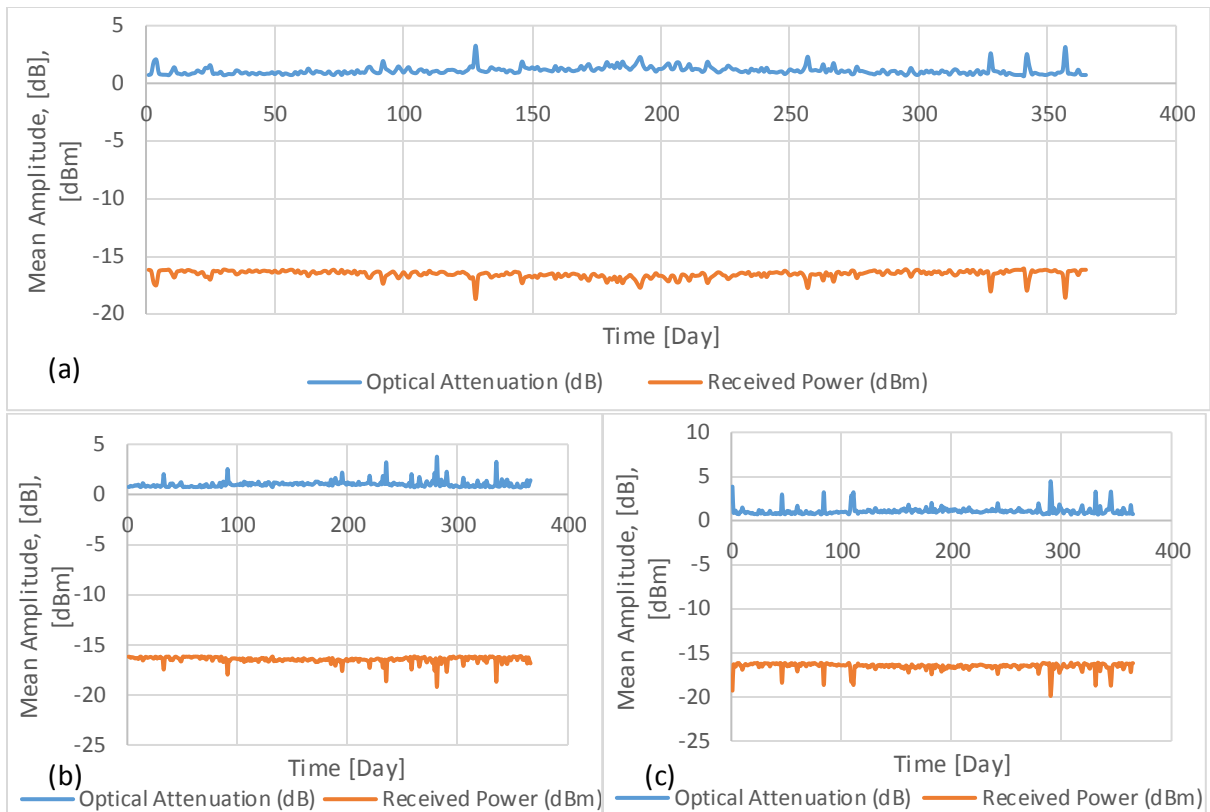 5
0
-5
-10
-15
-20
0 50 100 150 200 250 300 350 400
Mean Amplitude, [dB],
[dBm]
Time [Day]
(a)
Optical Attenuation (dB) Received Power (dBm)
5
0
-5
-10
-15
-20
-25
0 100 200 300 400
Mean Amplitude, [dB],
[dBm]
Time [Day]
(b)
Optical Attenuation (dB) Received Power (dBm)
10
5
0
-5
-10
-15
-20
-25
0 100 200 300 400
Mean Amplitude, [dB],
[dBm]
Time [Day]
(c)
Optical Attenuation (dB) Received Power (dBm)